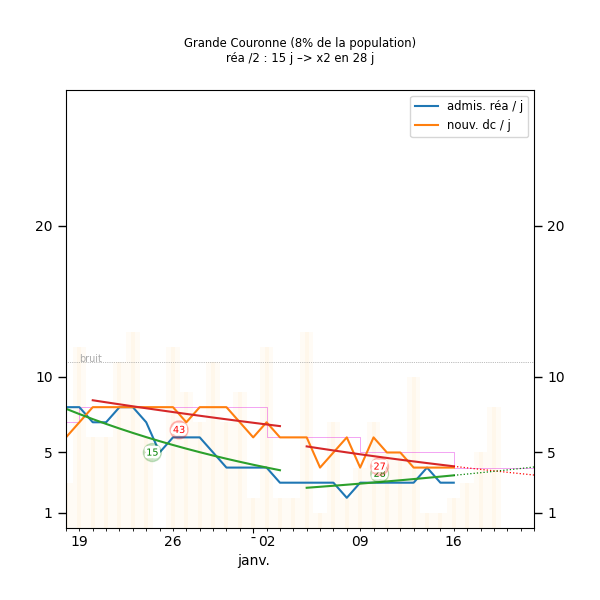 Grande Couronne (8% de la population)
réa /2 : 15 j –> x2 en 28 j
admis. réa / j
nouv. dc / j
20
20
bruit
10
10
43
15
27
28
5
5
1
1
19
26
02
09
16
janv.